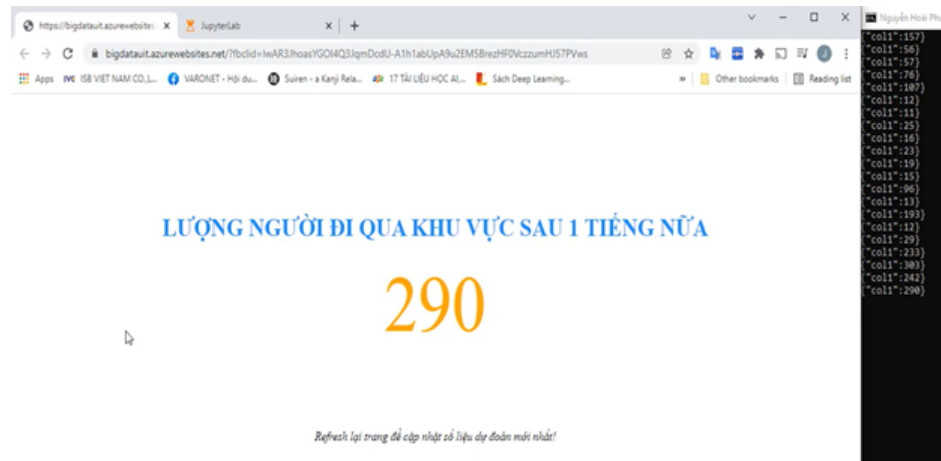 https://bigdatauit.azurewebsites.
JupyterLab
bigdatauit.azurewebsites.net/?fbclid=IwAR3JhoasYGOI4Q3JqmDcdU-A1h1abUpA9u2EMSBrezHF0VczzumHJ57PVws
Apps
ISB VIET NAM CO.,L...
VARONET - Hội du...
Suiren - a Kanji Rela...
17 TÀI LIỆU HỌC AI,...
Sách Deep Learning...
»
Other bookmarks
Reading list
LƯỢNG NGƯỜI ĐI QUA KHU VỰC SAU 1 TIẾNG NỮA
290
Refresh lại trang để cập nhật số liệu dự đoán mới nhất!
Nguyễn Hoài Phú
{"col1":157}
{"col1":56}
{"col1":57}
{"col1":76}
{"col1":107}
{"col1":12}
{"col1":11}
{"col1":25}
{"col1":16}
{"col1":23}
{"col1":19}
{"col1":15}
{"col1":96}
{"col1":13}
{"col1":193}
{"col1":12}
{"col1":29}
{"col1":233}
{"col1":303}
{"col1":242}
{"col1":290}